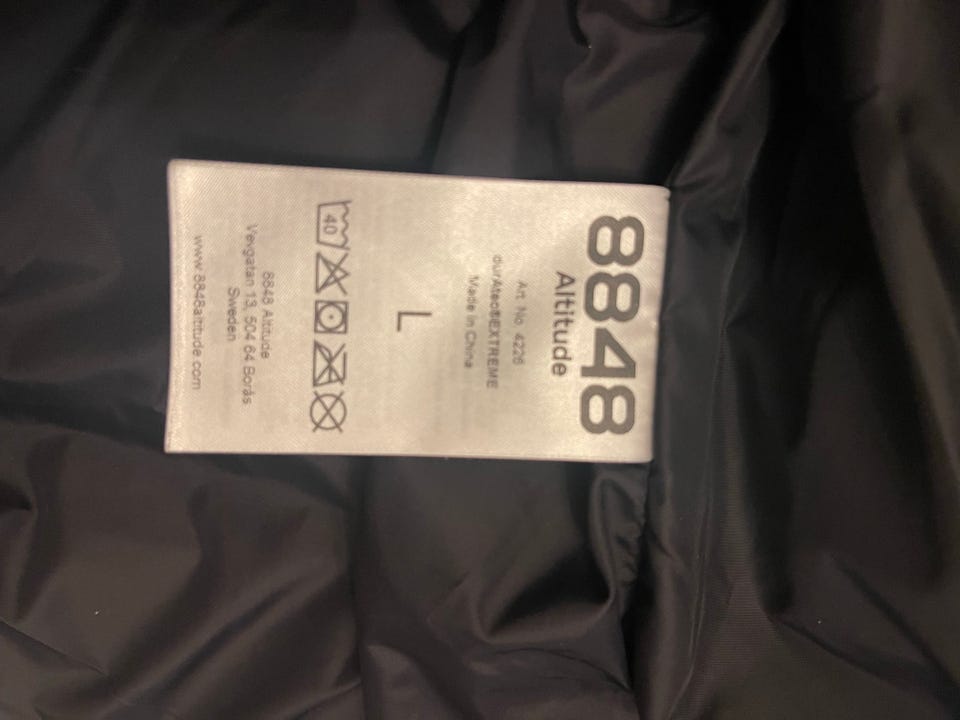 8848
Altitude
Art. No. 4226
durAtec®EXTREME
Made in China
L
40
8848 Altitude
Vevgatan 13, 504 64 Borås
Sweden
www.8848altitude.com